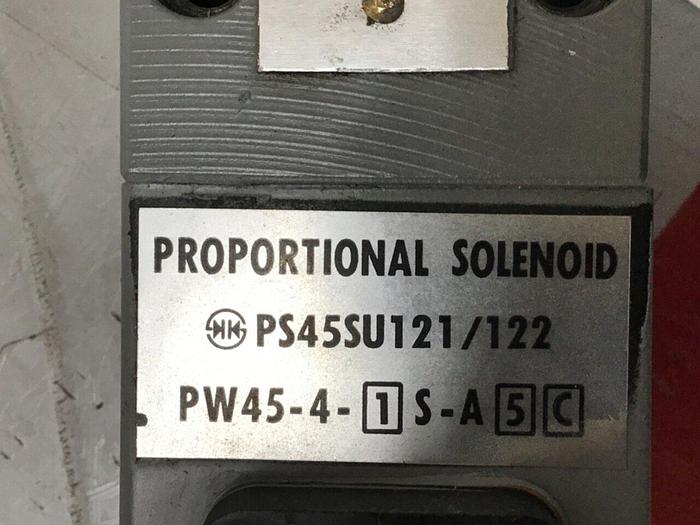 PROPORTIONAL SOLENOID
PS45SU121/122
PW45-4-1S-A5C